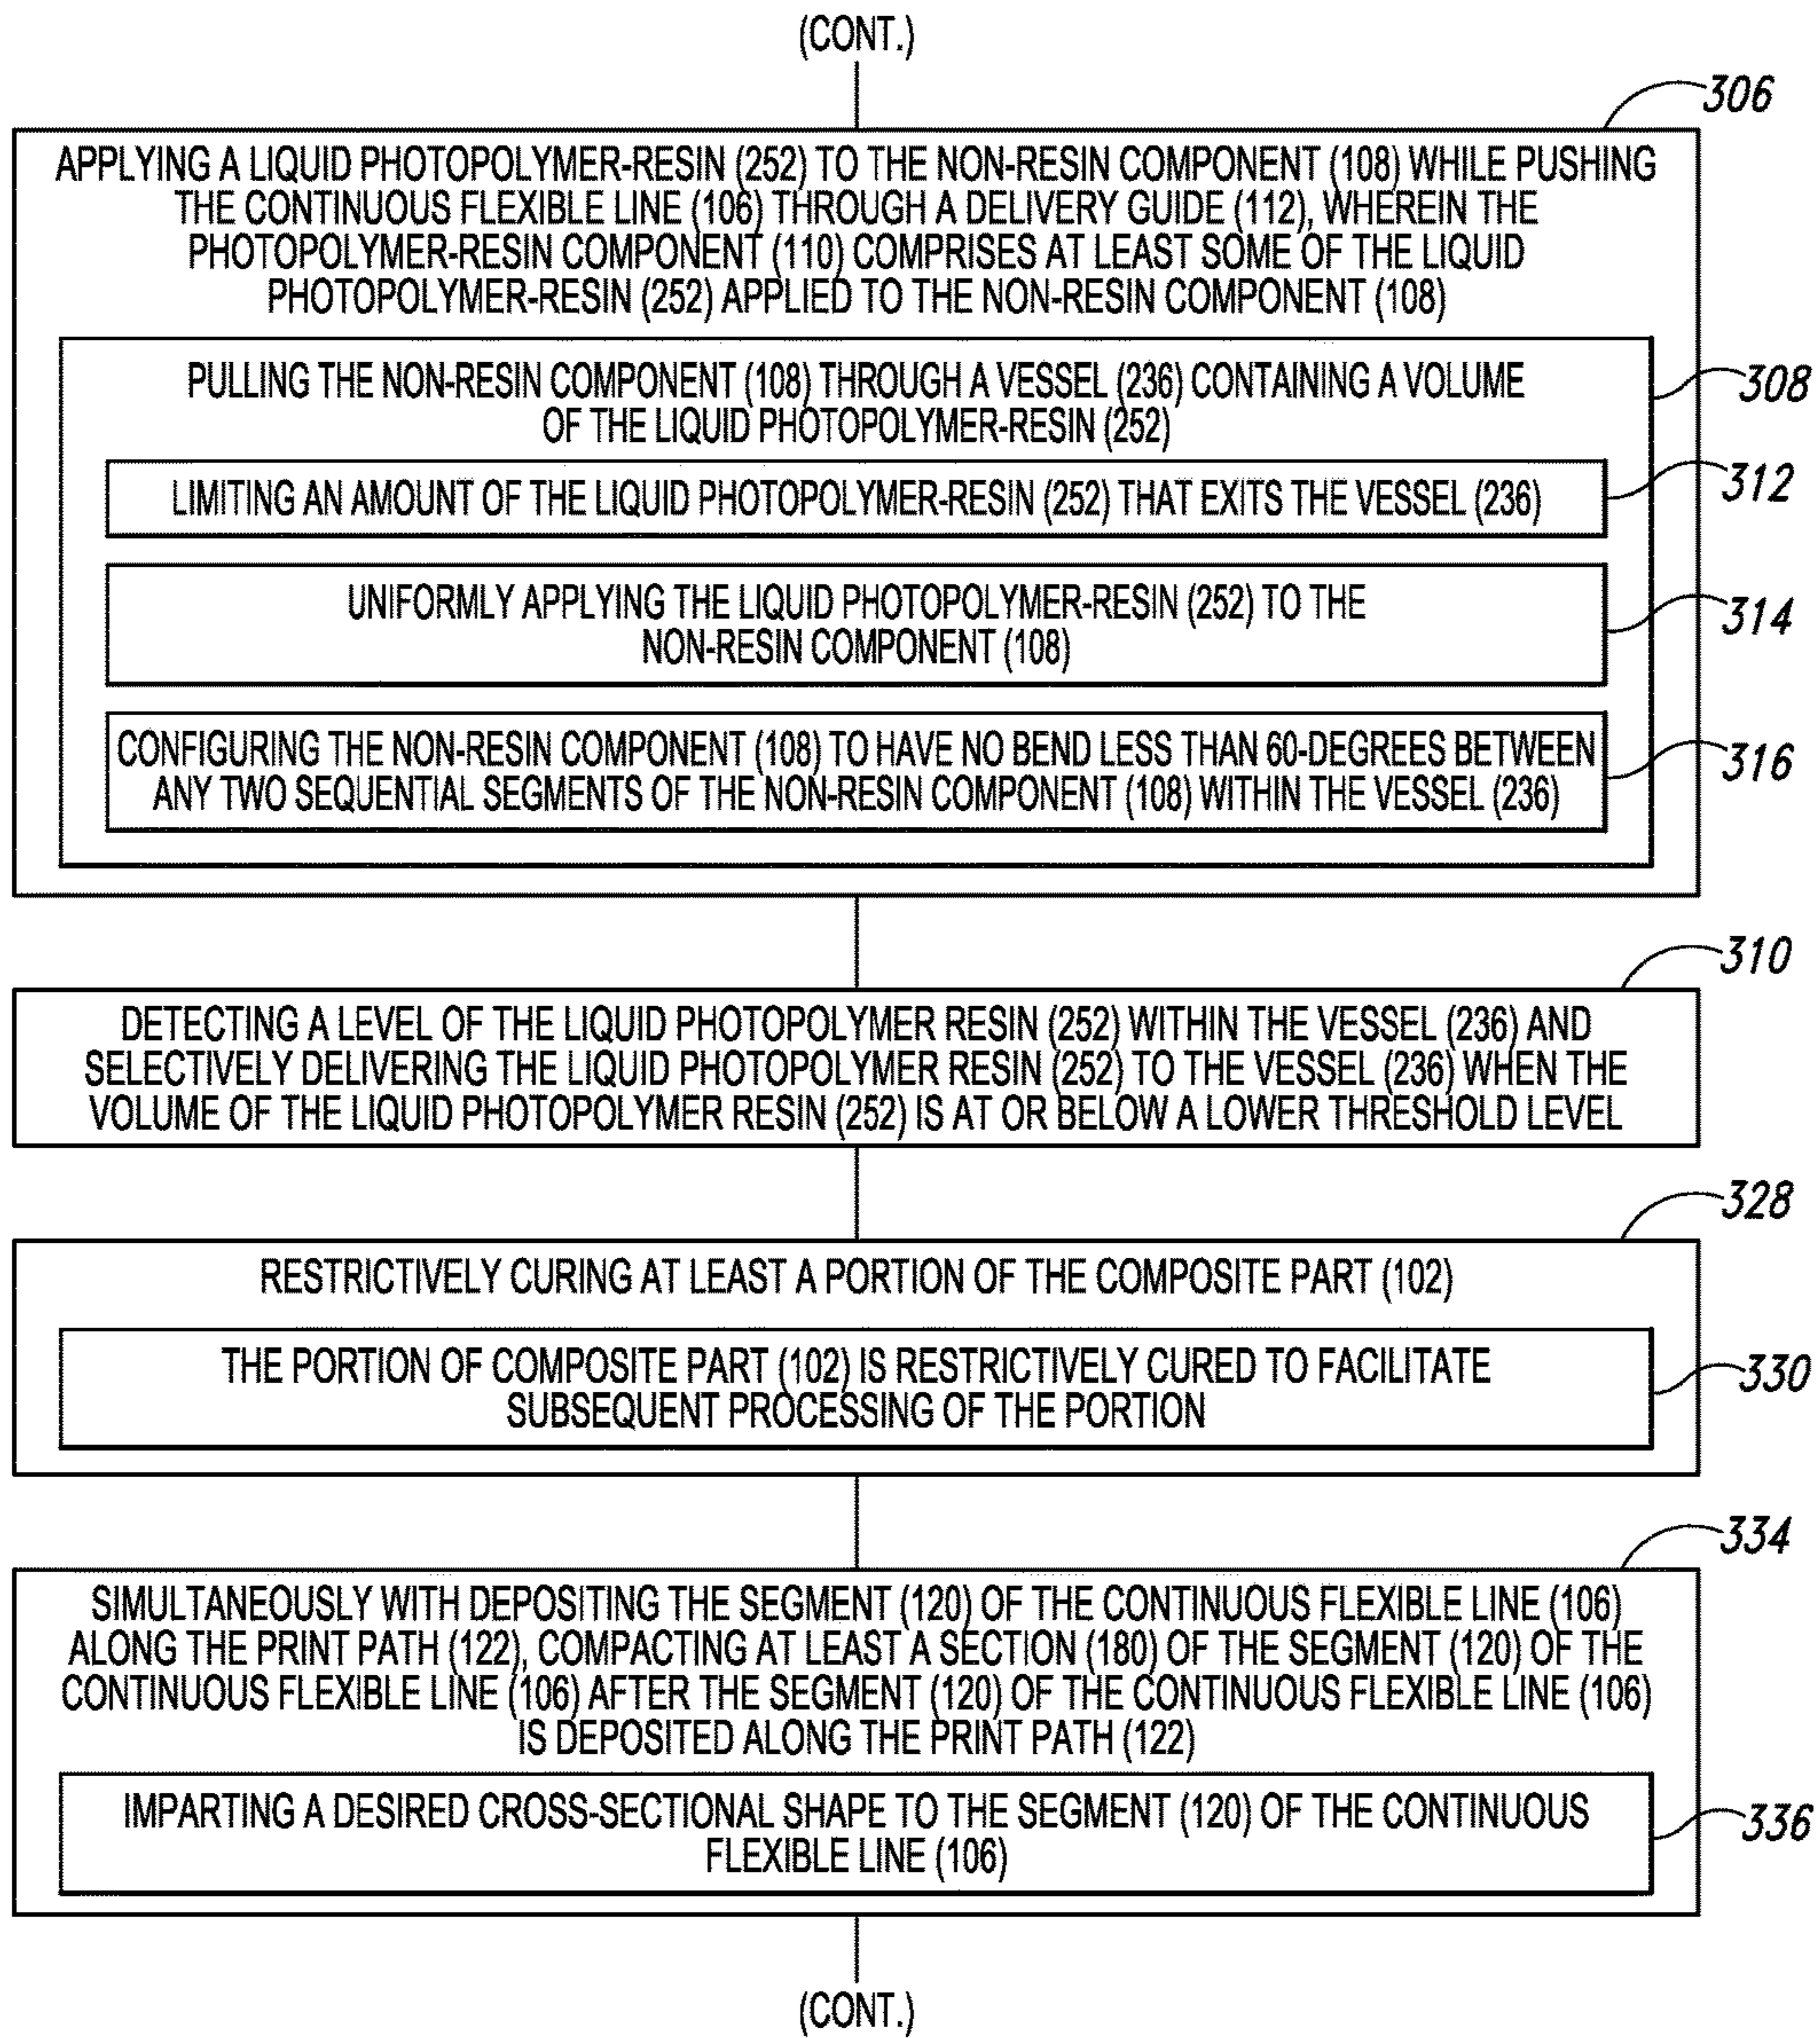 (CONT.)
306
APPLYING A LIQUID PHOTOPOLYMER-RESIN (252) TO THE NON-RESIN COMPONENT (108) WHILE PUSHING
THE CONTINUOUS FLEXIBLE LINE (106) THROUGH A DELIVERY GUIDE (112), WHEREIN THE
PHOTOPOLYMER-RESIN COMPONENT (110) COMPRISES AT LEAST SOME OF THE LIQUID
PHOTOPOLYMER-RESIN (252) APPLIED TO THE NON-RESIN COMPONENT (108)
308
PULLING THE NON-RESIN COMPONENT (108) THROUGH A VESSEL (236) CONTAINING A VOLUME
OF THE LIQUID PHOTOPOLYMER-RESIN (252)
312
LIMITING AN AMOUNT OF THE LIQUID PHOTOPOLYMER-RESIN (252) THAT EXITS THE VESSEL (236)
314
UNIFORMLY APPLYING THE LIQUID PHOTOPOLYMER-RESIN (252) TO THE
NON-RESIN COMPONENT (108)
316
CONFIGURING THE NON-RESIN COMPONENT (108) TO HAVE NO BEND LESS THAN 60-DEGREES BETWEEN
ANY TWO SEQUENTIAL SEGMENTS OF THE NON-RESIN COMPONENT (108) WITHIN THE VESSEL (236)
310
DETECTING A LEVEL OF THE LIQUID PHOTOPOLYMER RESIN (252) WITHIN THE VESSEL (236) AND
SELECTIVELY DELIVERING THE LIQUID PHOTOPOLYMER RESIN (252) TO THE VESSEL (236) WHEN THE
VOLUME OF THE LIQUID PHOTOPOLYMER RESIN (252) IS AT OR BELOW A LOWER THRESHOLD LEVEL
328
RESTRICTIVELY CURING AT LEAST A PORTION OF THE COMPOSITE PART (102)
330
THE PORTION OF COMPOSITE PART (102) IS RESTRICTIVELY CURED TO FACILITATE
SUBSEQUENT PROCESSING OF THE PORTION
334
SIMULTANEOUSLY WITH DEPOSITING THE SEGMENT (120) OF THE CONTINUOUS FLEXIBLE LINE (106)
ALONG THE PRINT PATH (122), COMPACTING AT LEAST A SECTION (180) OF THE SEGMENT (120) OF THE
CONTINUOUS FLEXIBLE LINE (106) AFTER THE SEGMENT (120) OF THE CONTINUOUS FLEXIBLE LINE (106)
IS DEPOSITED ALONG THE PRINT PATH (122)
336
IMPARTING A DESIRED CROSS-SECTIONAL SHAPE TO THE SEGMENT (120) OF THE CONTINUOUS
FLEXIBLE LINE (106)
(CONT.)